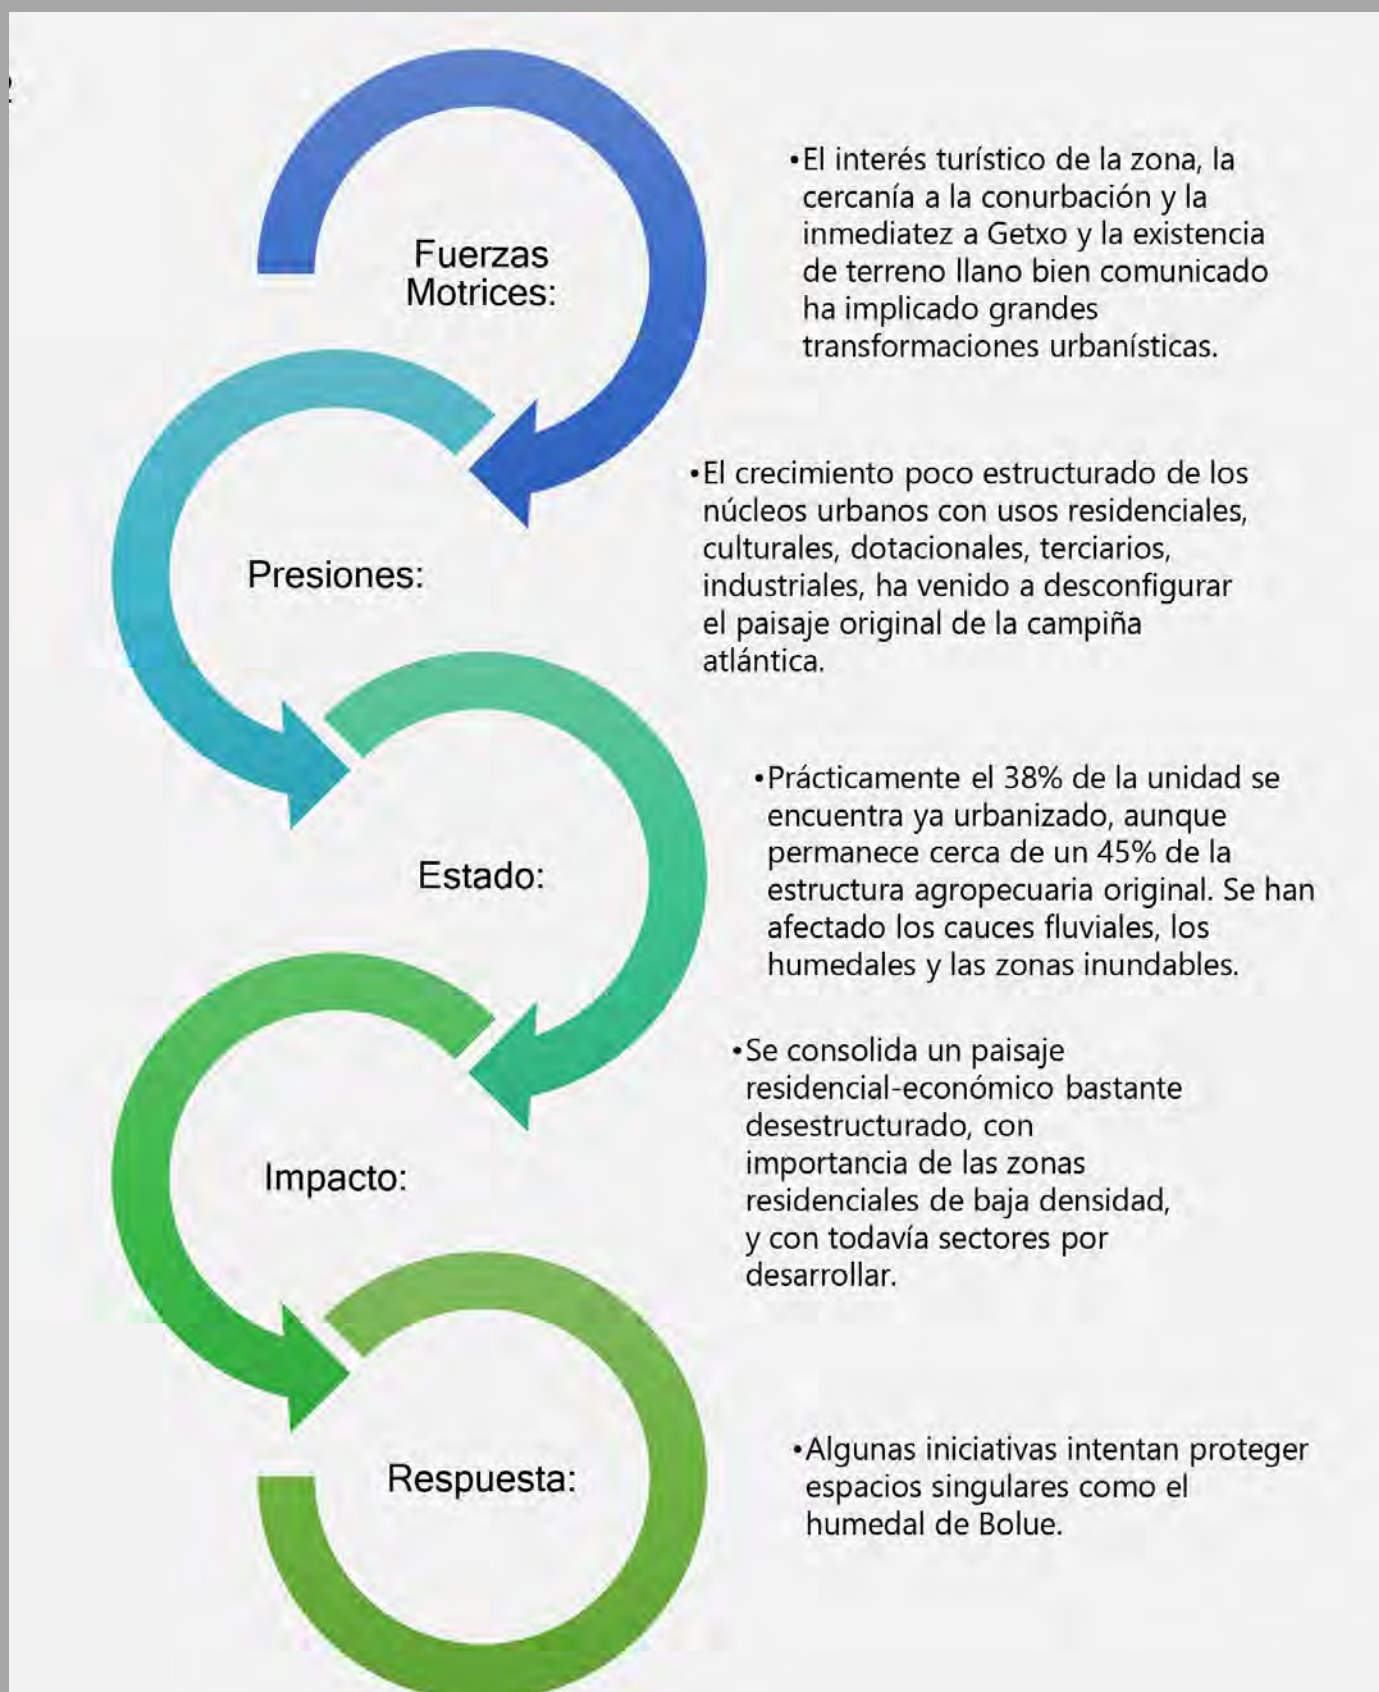 Fuerzas
Motrices:
•El interés turístico de la zona, la
cercanía a la conurbación y la
inmediatez a Getxo y la existencia
de terreno llano bien comunicado
ha implicado grandes
transformaciones urbanísticas.
Presiones:
•El crecimiento poco estructurado de los
núcleos urbanos con usos residenciales,
culturales, dotacionales, terciarios,
industriales, ha venido a desconfigurar
el paisaje original de la campiña
atlántica.
Estado:
•Prácticamente el 38% de la unidad se
encuentra ya urbanizado, aunque
permanece cerca de un 45% de la
estructura agropecuaria original. Se han
afectado los cauces fluviales, los
humedales y las zonas inundables.
Impacto:
•Se consolida un paisaje
residencial-económico bastante
desestructurado, con
importancia de las zonas
residenciales de baja densidad,
y con todavía sectores por
desarrollar.
Respuesta:
•Algunas iniciativas intentan proteger
espacios singulares como el
humedal de Bolue.